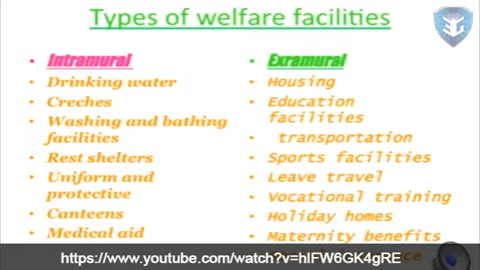 Types of welfare facilities
Intramural
Drinking water
Creches
Washing and bathing
facilities
Rest shelters
Uniform and
protective
Canteens
Medical aid
Exramural
Housing
Education
facilities
transportation
Sports facilities
Leave travel
Vocational training
Holiday homes
Maternity benefits
https://www.youtube.com/watch?v=hlFW6GK4gRE